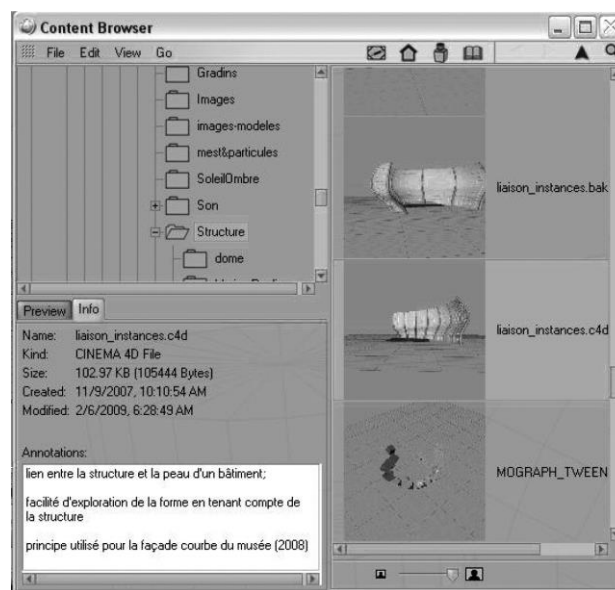 Content Browser
File Edit View Go
Gradins
Images
images-modeles
mest&particules
SoleilOmbre
Son
Structure
dome
liaison_instances.bak
liaison_instances.c4d
MOGRAPH_TWEEN
Preview Info
Name: liaison_instances.c4d
Kind: CINEMA 4D File
Size: 102.97 KB (105444 Bytes)
Created: 11/9/2007, 10:10:54 AM
Modified: 2/6/2009, 6:28:49 AM
Annotations:
lien entre la structure et la peau d'un bâtiment;
facilité d'exploration de la forme en tenant compte de
la structure
principe utilisé pour la façade courbe du musée (2008)